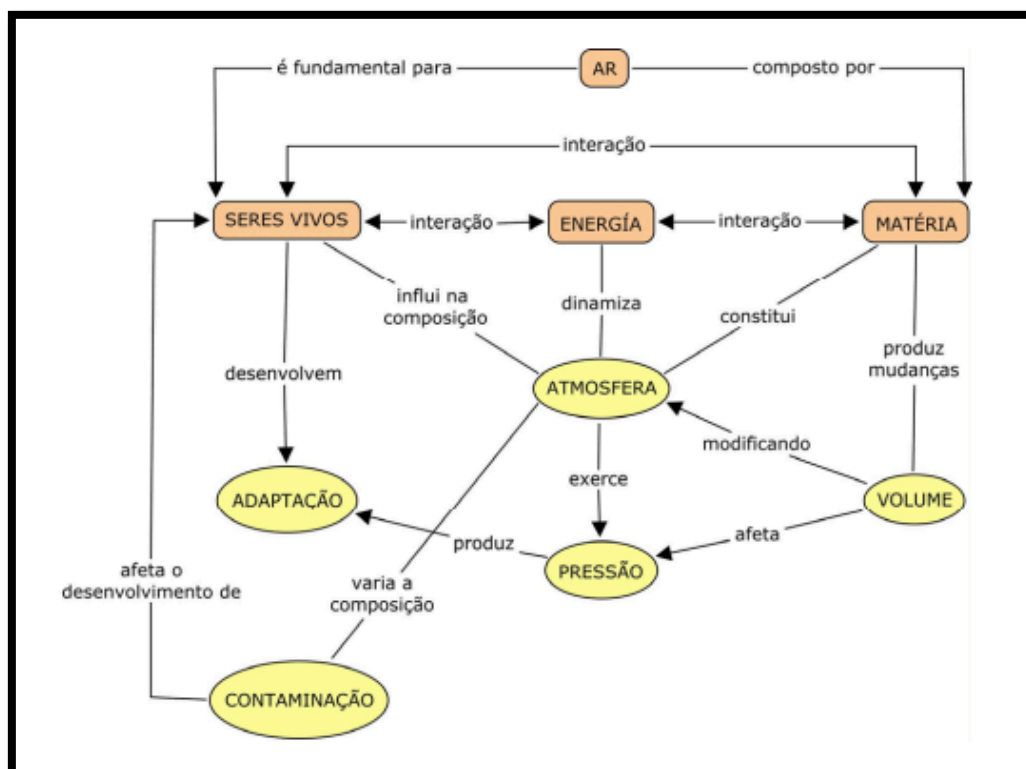 é fundamental para
AR
composto por
interação
SERES VIVOS
interação
ENERGÍA
interação
MATÉRIA
influi na
composição
dinamiza
constitui
produz
mudanças
desenvolvem
ATMOSFERA
modificando
ADAPTAÇÃO
exerce
VOLUME
produz
afeta
PRESSÃO
afeta o
desenvolvimento de
varia a
composição
CONTAMINAÇÃO